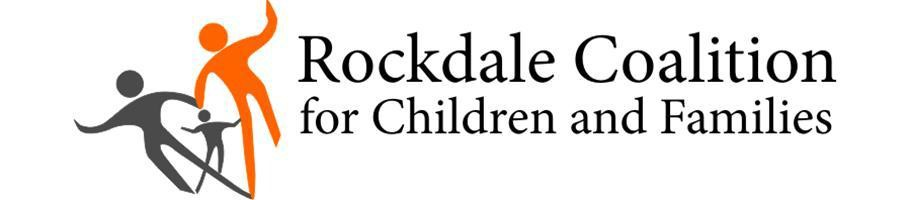 Rockdale Coalition
for Children and Families